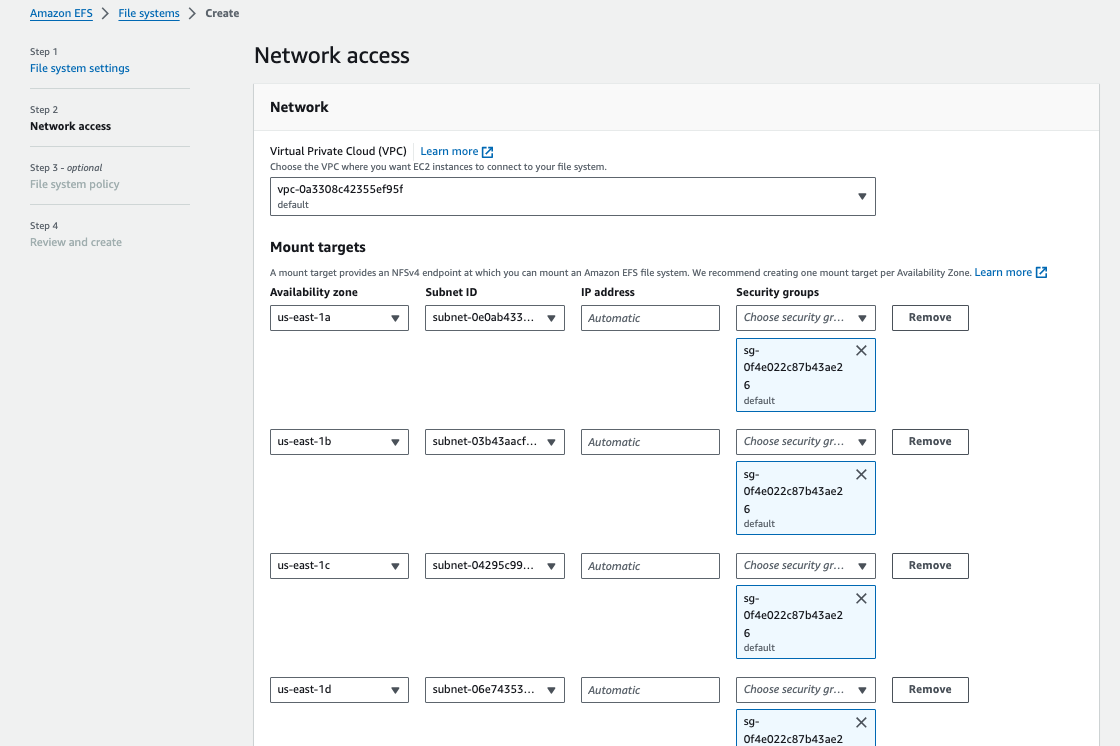 Amazon EFS > File systems > Create
Step 1
File system settings
Step 2
Network access
Step 3 - optional
File system policy
Step 4
Review and create
Network access
Network
Virtual Private Cloud (VPC) Learn more
Choose the VPC where you want EC2 instances to connect to your file system.
vpc-0a3308c42355ef95f
default
Mount targets
A mount target provides an NFSv4 endpoint at which you can mount an Amazon EFS file system. We recommend creating one mount target per Availability Zone. Learn more
Availability zone Subnet ID IP address Security groups
us-east-1a subnet-0e0ab433... Automatic Choose security gr... Remove
sg-
0f4e022c87b43ae2
6
default
us-east-1b subnet-03b43aacf... Automatic Choose security gr... Remove
sg-
0f4e022c87b43ae2
6
default
us-east-1c subnet-04295c99... Automatic Choose security gr... Remove
sg-
0f4e022c87b43ae2
6
default
us-east-1d subnet-06e74353... Automatic Choose security gr... Remove
sg-
0f4e022c87b43ae2